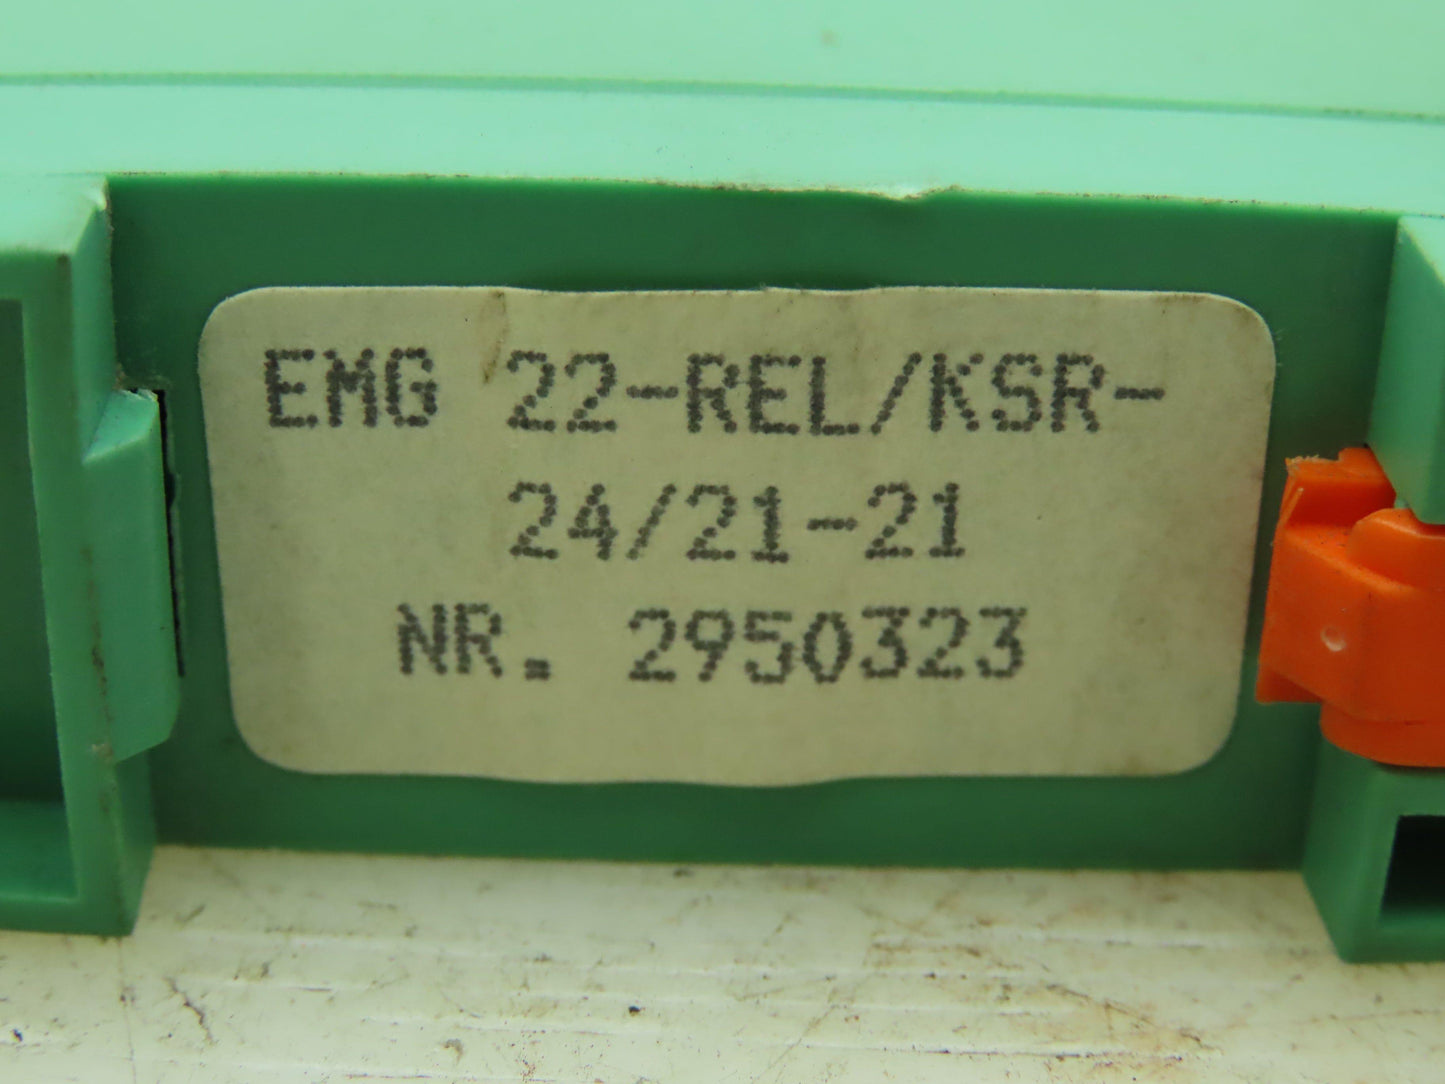 EMG 22-REL/KSR-
24/21-21
NR. 2950323